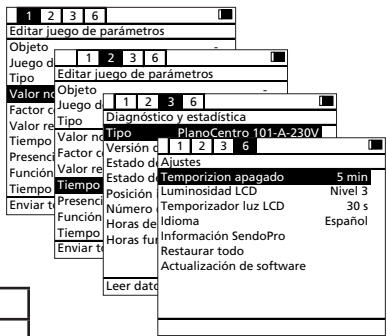 1 2 3 6
Editar juego de parámetros
Objeto -
Juego d
Tipo
Valor no
Factor c
Valor re
Tiempo
Presenci
Función
Tiempo
Enviar t
1 2 3 6
Editar juego de parámetros
Objeto -
Juego d
Tipo
Valor no
Factor c
Valor re
Tiempo
Presenci
Función
Tiempo
Enviar t
1 2 3 6
Diagnóstico y estadística
Tipo PlanoCentro 101-A-230V
Versión d
Estado d
Estado d
Posición
Número
Horas de
Horas fu
Leer dato
1 2 3 6
Ajustes
Temporizion apagado 5 min
Luminosidad LCD Nivel 3
Temporizador luz LCD 30 s
Idioma Español
Información SendoPro
Restaurar todo
Actualización de software